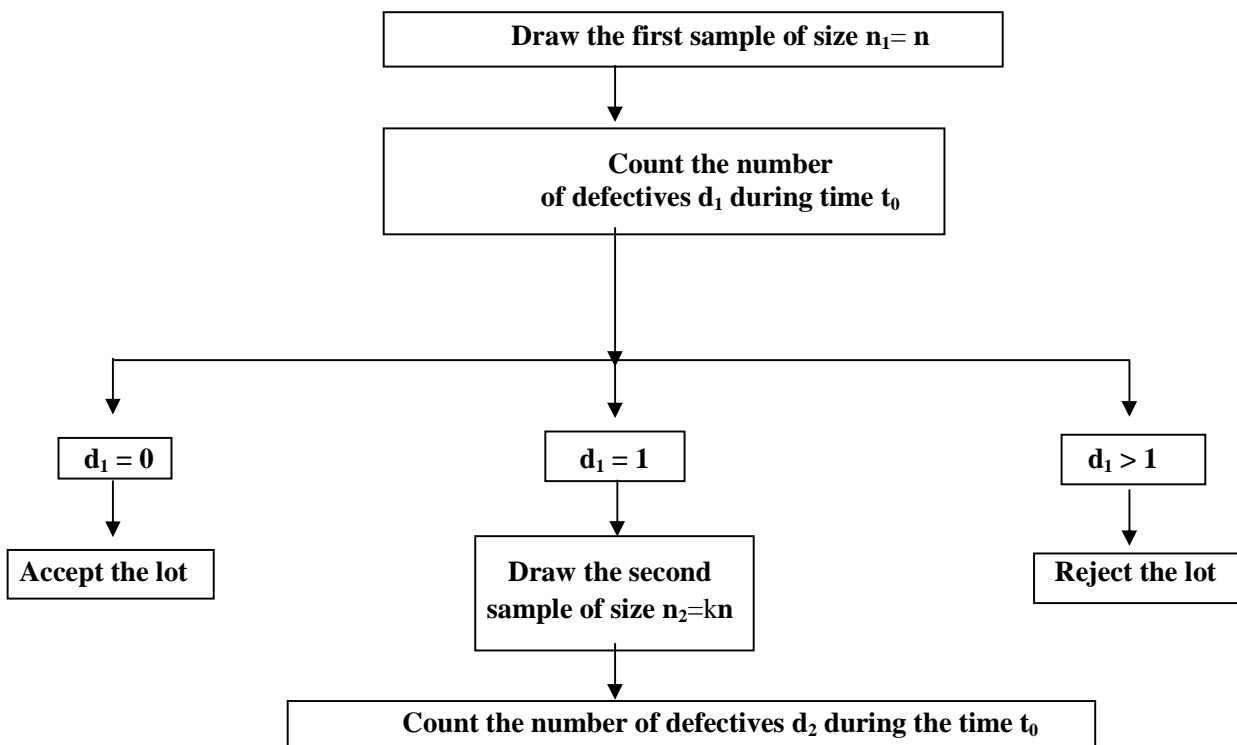 Draw the first sample of size n₁= n
Count the number
of defectives d₁ during time t₀
d₁ = 0
d₁ = 1
d₁ > 1
Accept the lot
Draw the second
sample of size n₂=kn
Reject the lot
Count the number of defectives d₂ during the time t₀